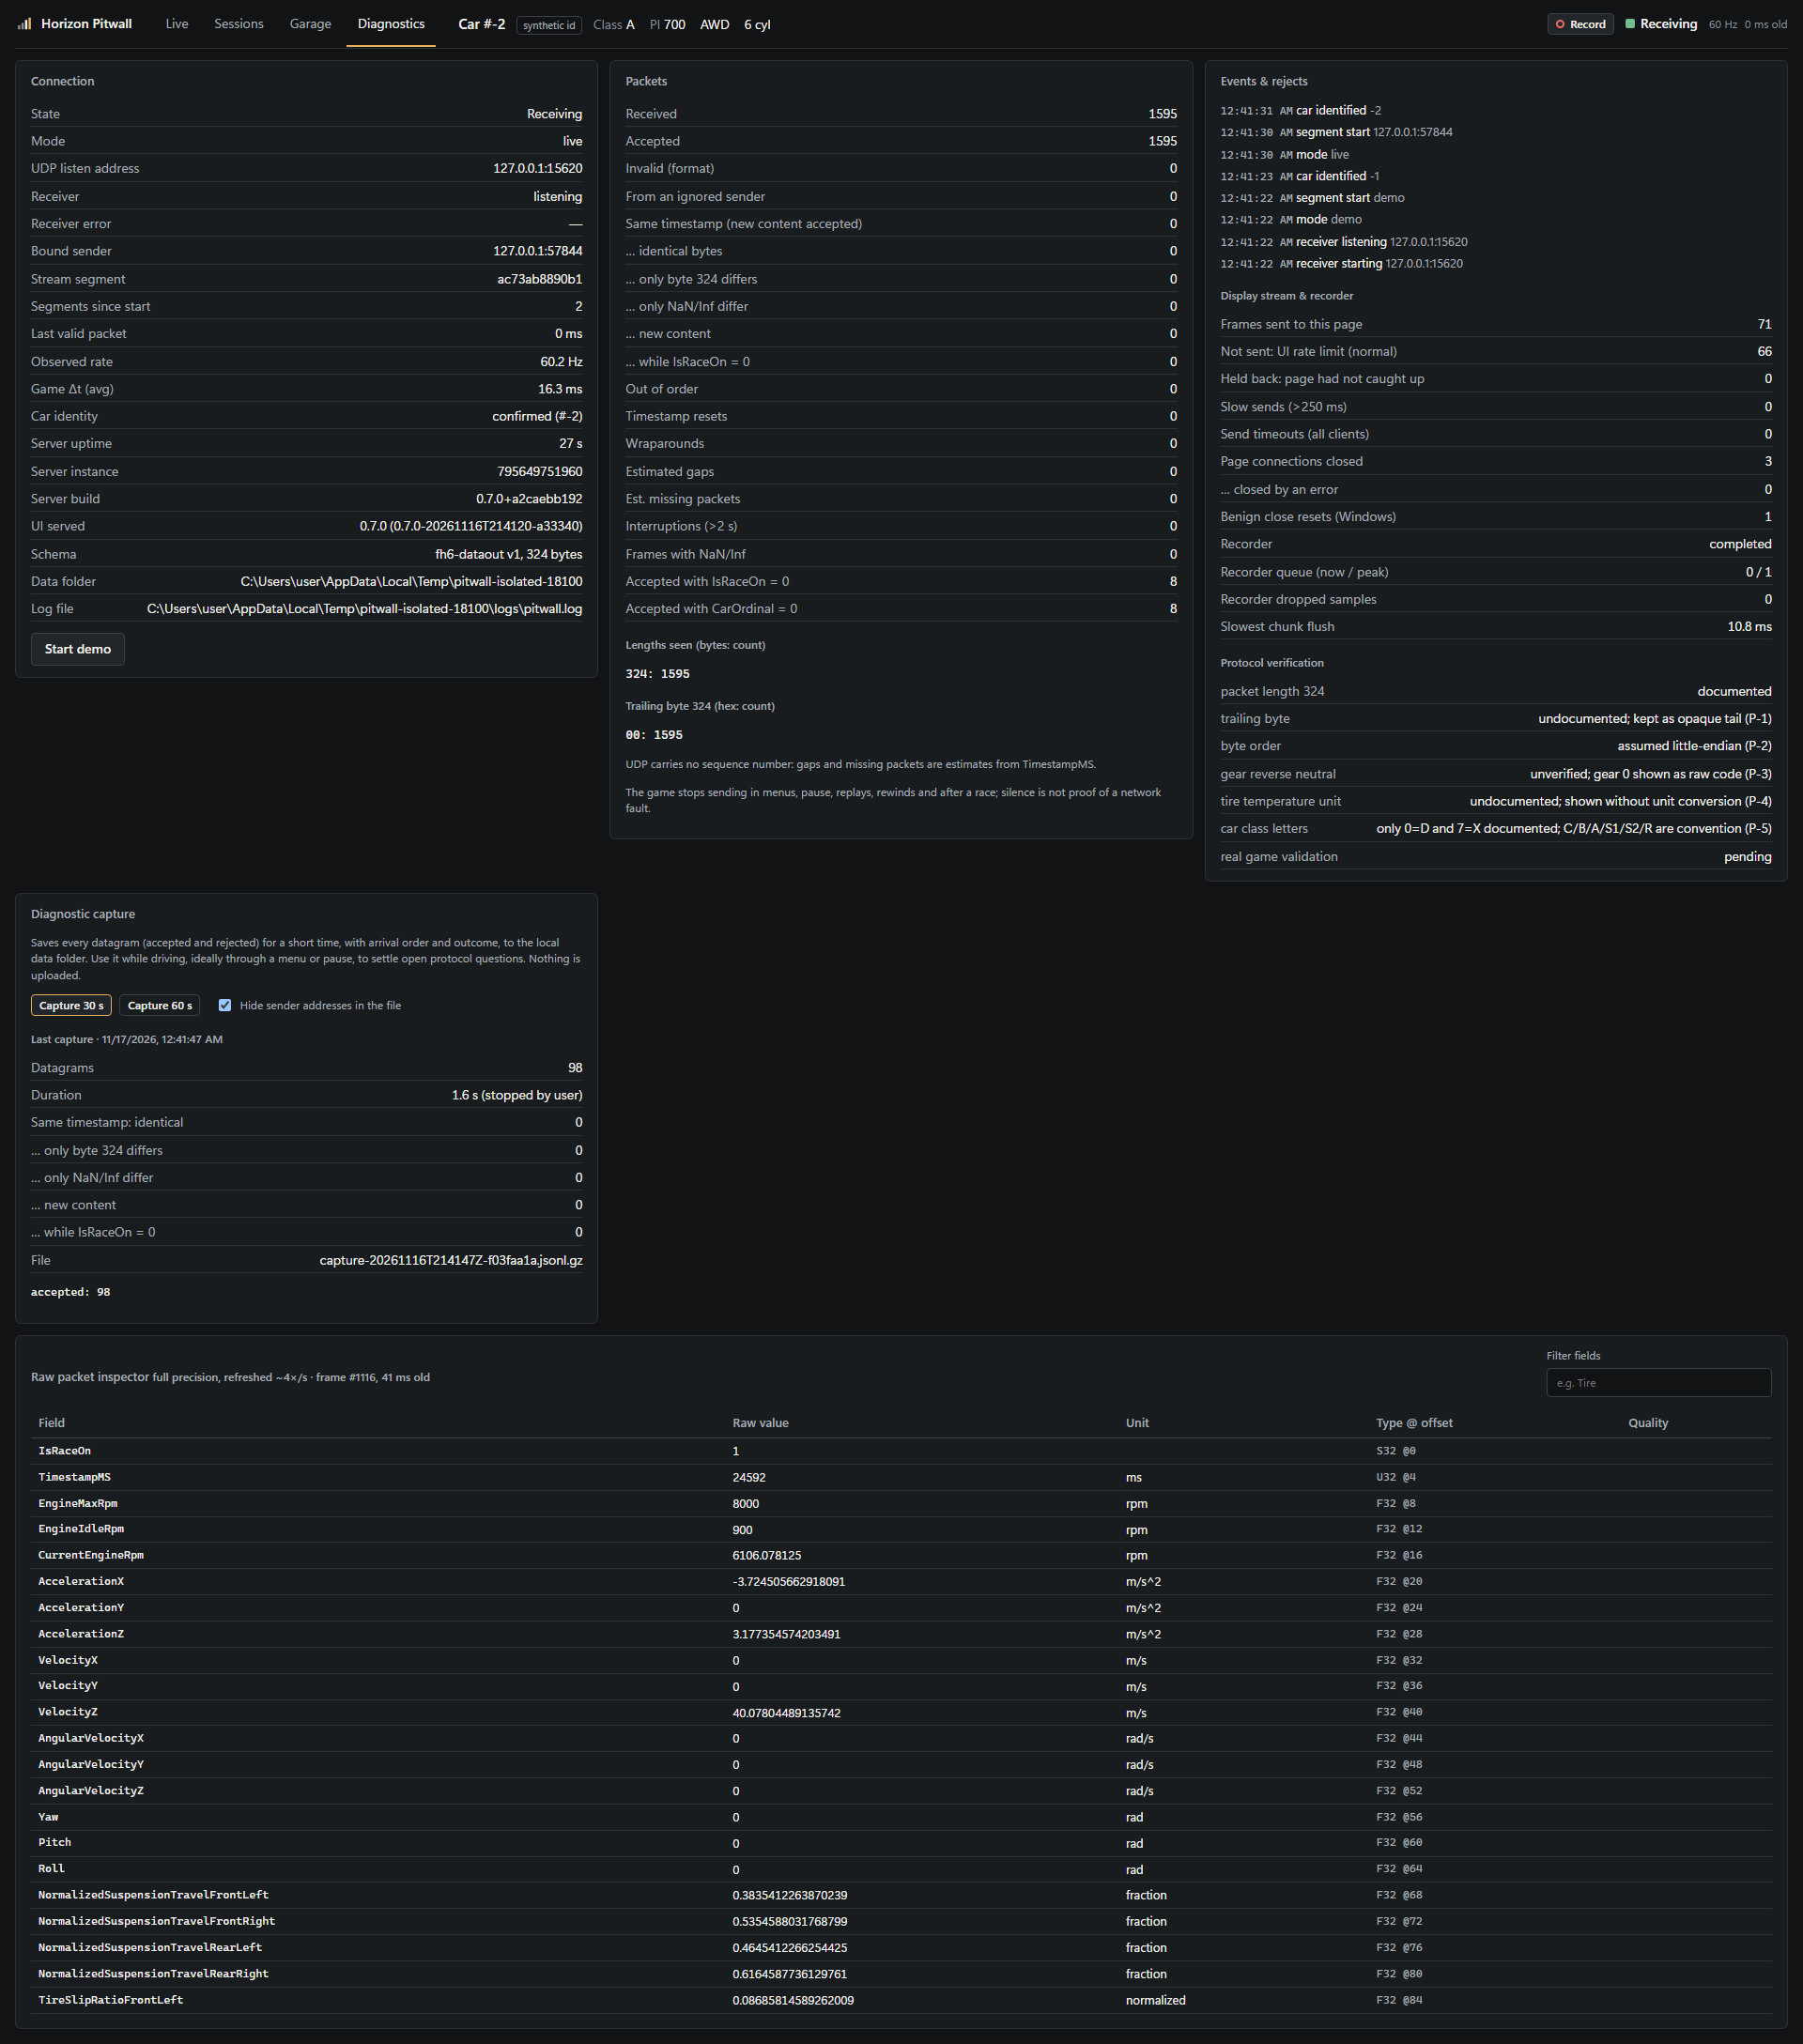 Horizon Pitwall Live Sessions Garage Diagnostics Car #-2 synthetic id Class A PI 700 AWD 6 cyl Record Receiving 60 Hz 0 ms old
Connection
State Receiving
Mode live
UDP listen address 127.0.0.1:15620
Receiver listening
Receiver error —
Bound sender 127.0.0.1:57844
Stream segment ac73ab8890b1
Segments since start 2
Last valid packet 0 ms
Observed rate 60.2 Hz
Game Δt (avg) 16.3 ms
Car identity confirmed (#-2)
Server uptime 27 s
Server instance 795649751960
Server build 0.7.0+a2caebb192
UI served 0.7.0 (0.7.0-20261116T214120-a33340)
Schema fh6-dataout v1, 324 bytes
Data folder C:\Users\user\AppData\Local\Temp\pitwall-isolated-18100
Log file C:\Users\user\AppData\Local\Temp\pitwall-isolated-18100\logs\pitwall.log
Start demo
Packets
Received 1595
Accepted 1595
Invalid (format) 0
From an ignored sender 0
Same timestamp (new content accepted) 0
... identical bytes 0
... only byte 324 differs 0
... only NaN/Inf differ 0
... new content 0
... while IsRaceOn = 0 0
Out of order 0
Timestamp resets 0
Wraparounds 0
Estimated gaps 0
Est. missing packets 0
Interruptions (>2 s) 0
Frames with NaN/Inf 0
Accepted with IsRaceOn = 0 8
Accepted with CarOrdinal = 0 8
Lengths seen (bytes: count)
324: 1595
Trailing byte 324 (hex: count)
00: 1595
UDP carries no sequence number: gaps and missing packets are estimates from TimestampMS.
The game stops sending in menus, pause, replays, rewinds and after a race; silence is not proof of a network
fault.
Events & rejects
12:41:31 AM car identified -2
12:41:30 AM segment start 127.0.0.1:57844
12:41:30 AM mode live
12:41:23 AM car identified -1
12:41:22 AM segment start demo
12:41:22 AM mode demo
12:41:22 AM receiver listening 127.0.0.1:15620
12:41:22 AM receiver starting 127.0.0.1:15620
Display stream & recorder
Frames sent to this page 71
Not sent: UI rate limit (normal) 66
Held back: page had not caught up 0
Slow sends (>250 ms) 0
Send timeouts (all clients) 0
Page connections closed 3
... closed by an error 0
Benign close resets (Windows) 1
Recorder completed
Recorder queue (now / peak) 0 / 1
Recorder dropped samples 0
Slowest chunk flush 10.8 ms
Protocol verification
packet length 324 documented
trailing byte undocumented; kept as opaque tail (P-1)
byte order assumed little-endian (P-2)
gear reverse neutral unverified; gear 0 shown as raw code (P-3)
tire temperature unit undocumented; shown without unit conversion (P-4)
car class letters only 0=D and 7=X documented; C/B/A/S1/S2/R are convention (P-5)
real game validation pending
Diagnostic capture
Saves every datagram (accepted and rejected) for a short time, with arrival order and outcome, to the local
data folder. Use it while driving, ideally through a menu or pause, to settle open protocol questions. Nothing is
uploaded.
Capture 30 s Capture 60 s Hide sender addresses in the file
Last capture · 11/17/2026, 12:41:47 AM
Datagrams 98
Duration 1.6 s (stopped by user)
Same timestamp: identical 0
... only byte 324 differs 0
... only NaN/Inf differ 0
... new content 0
... while IsRaceOn = 0 0
File capture-20261116T214147Z-f03faa1a.jsonl.gz
accepted: 98
Raw packet inspector full precision, refreshed ~4×/s · frame #1116, 41 ms old
Filter fields
e.g. Tire
Field Raw value Unit Type @ offset Quality
IsRaceOn 1 S32 @0
TimestampMS 24592 ms U32 @4
EngineMaxRpm 8000 rpm F32 @8
EngineIdleRpm 900 rpm F32 @12
CurrentEngineRpm 6106.078125 rpm F32 @16
AccelerationX -3.724505662918091 m/s^2 F32 @20
AccelerationY 0 m/s^2 F32 @24
AccelerationZ 3.177354574203491 m/s^2 F32 @28
VelocityX 0 m/s F32 @32
VelocityY 0 m/s F32 @36
VelocityZ 40.07804489135742 m/s F32 @40
AngularVelocityX 0 rad/s F32 @44
AngularVelocityY 0 rad/s F32 @48
AngularVelocityZ 0 rad/s F32 @52
Yaw 0 rad F32 @56
Pitch 0 rad F32 @60
Roll 0 rad F32 @64
NormalizedSuspensionTravelFrontLeft 0.3835412263870239 fraction F32 @68
NormalizedSuspensionTravelFrontRight 0.5354588031768799 fraction F32 @72
NormalizedSuspensionTravelRearLeft 0.4645412266254425 fraction F32 @76
NormalizedSuspensionTravelRearRight 0.6164587736129761 fraction F32 @80
TireSlipRatioFrontLeft 0.08685814589262009 normalized F32 @84